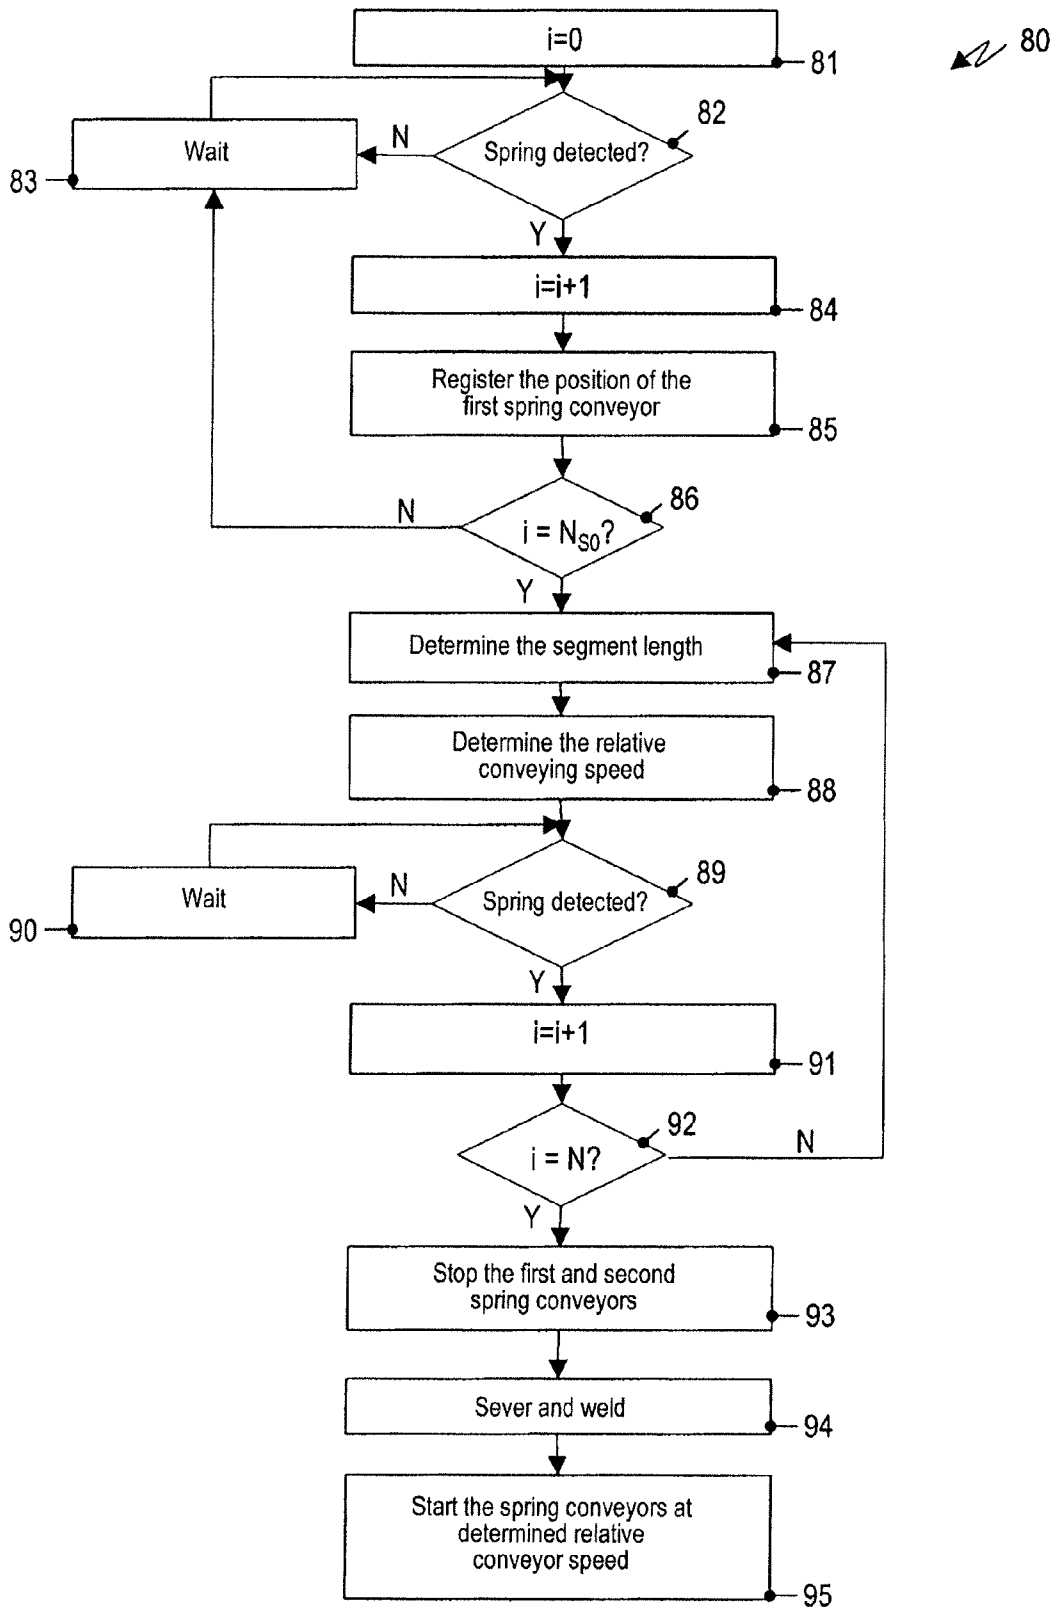 i=0
81
80
82
Spring detected?
N
Wait
83
Y
i=i+1
84
Register the position of the
first spring conveyor
85
86
N
i = NS0?
Y
Determine the segment length
87
Determine the relative
conveying speed
88
89
Spring detected?
N
Wait
90
Y
i=i+1
91
92
i = N?
N
Y
Stop the first and second
spring conveyors
93
Sever and weld
94
Start the spring conveyors at
determined relative
conveyor speed
95